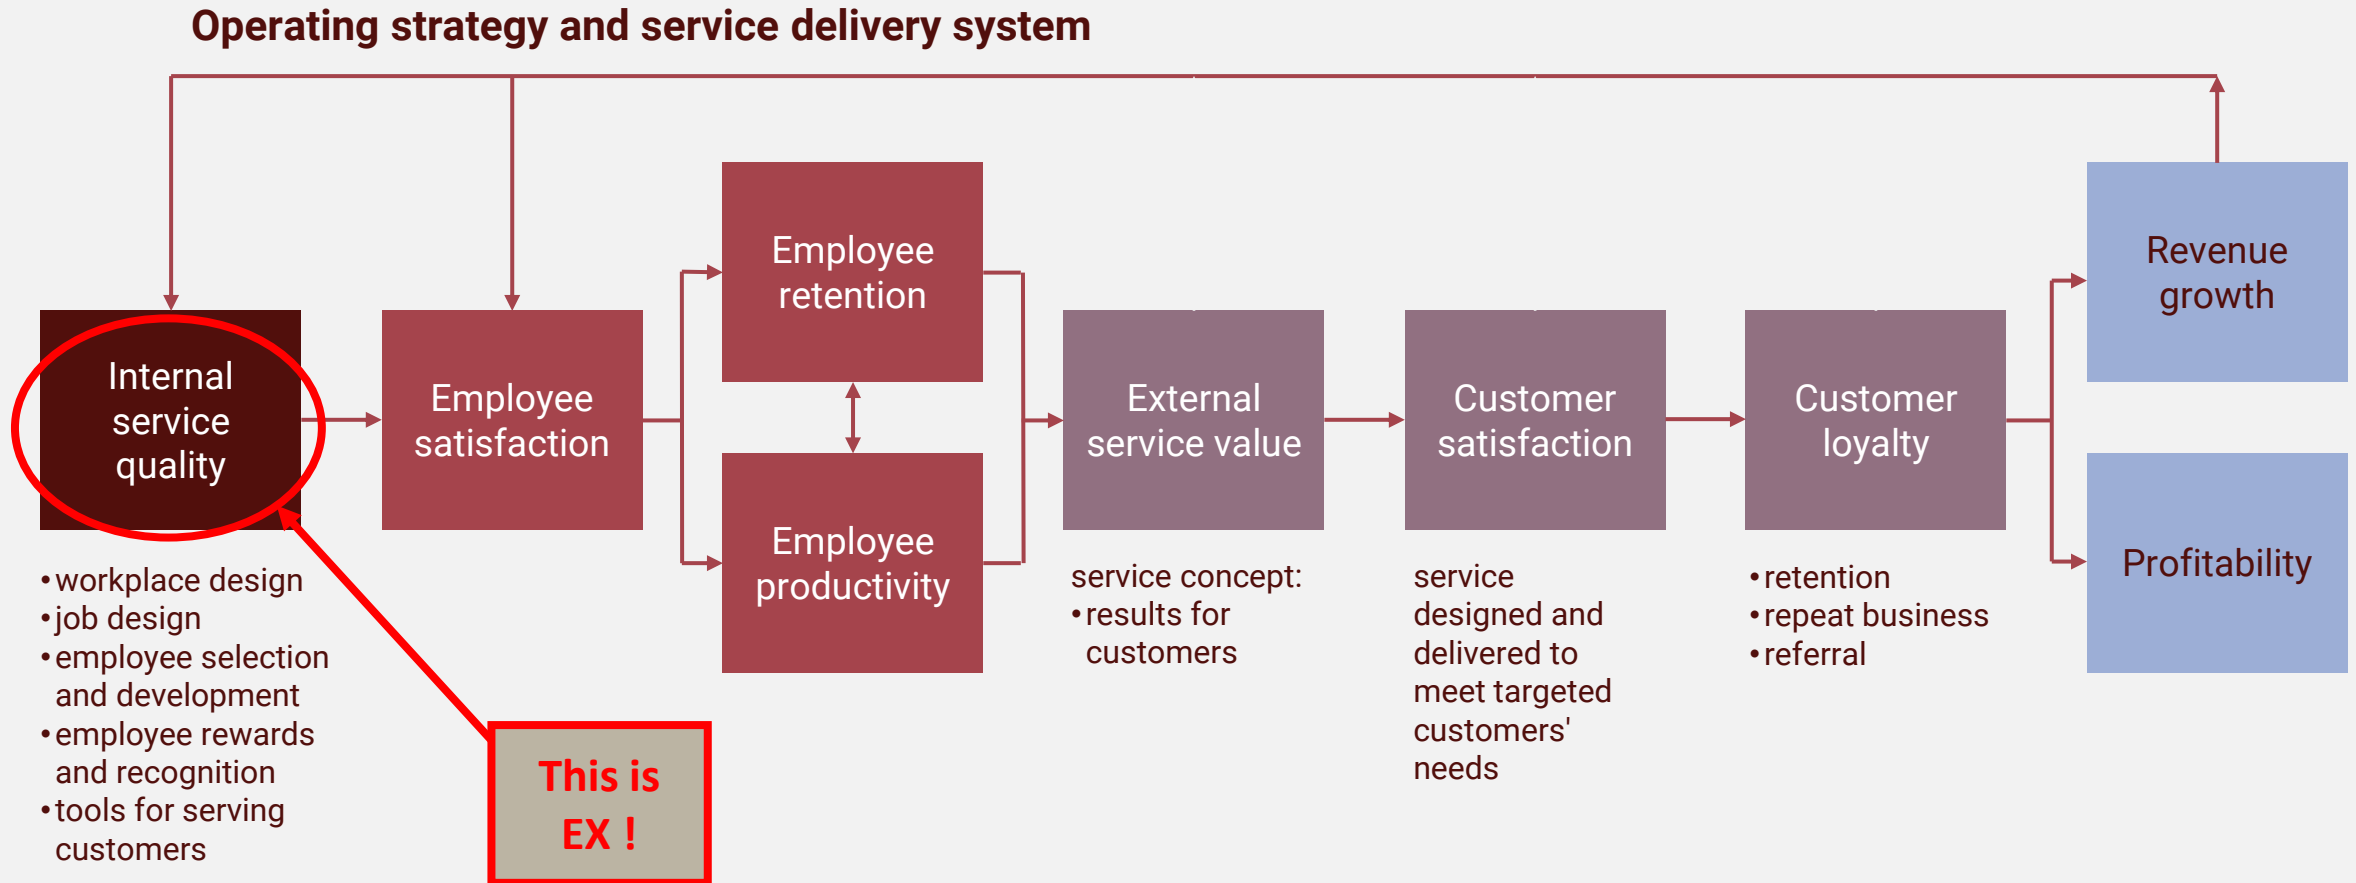 Operating strategy and service delivery system
Internal
service
quality
•workplace design
•job design
•employee selection
and development
•employee rewards
and recognition
•tools for serving
customers
This is
EX !
Employee
satisfaction
Employee
retention
Employee
productivity
External
service value
service concept:
•results for
customers
Customer
satisfaction
service
designed and
delivered to
meet targeted
customers'
needs
Customer
loyalty
•retention
•repeat business
•referral
Revenue
growth
Profitability